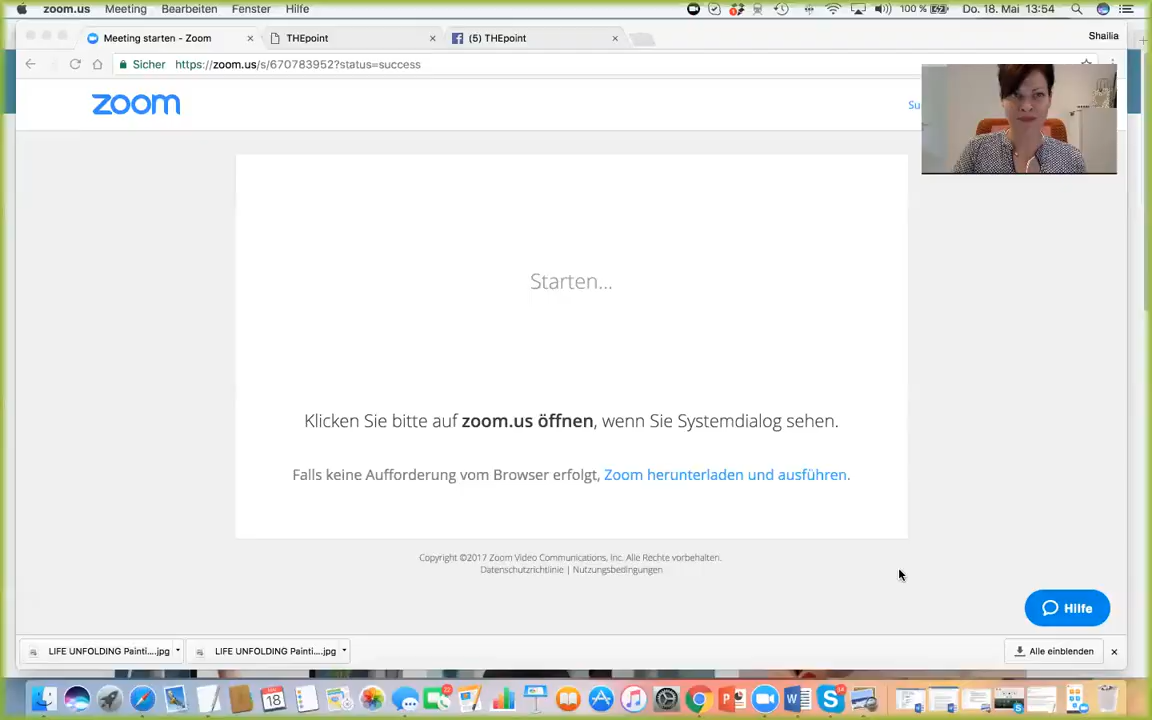 zoom.us Meeting Bearbeiten Fenster Hilfe 100 % Do. 18. Mai 13:54
Meeting starten - Zoom THEpoint (5) THEpoint Shailia
Sicher https://zoom.us/s/670783952?status=success
zoom Su
Starten...
Klicken Sie bitte auf zoom.us öffnen, wenn Sie Systemdialog sehen.
Falls keine Aufforderung vom Browser erfolgt, Zoom herunterladen und ausführen.
Copyright ©2017 Zoom Video Communications, Inc. Alle Rechte vorbehalten.
Datenschutzrichtlinie | Nutzungsbedingungen
Hilfe
LIFE UNFOLDING Painti....jpg LIFE UNFOLDING Painti....jpg Alle einblenden
18